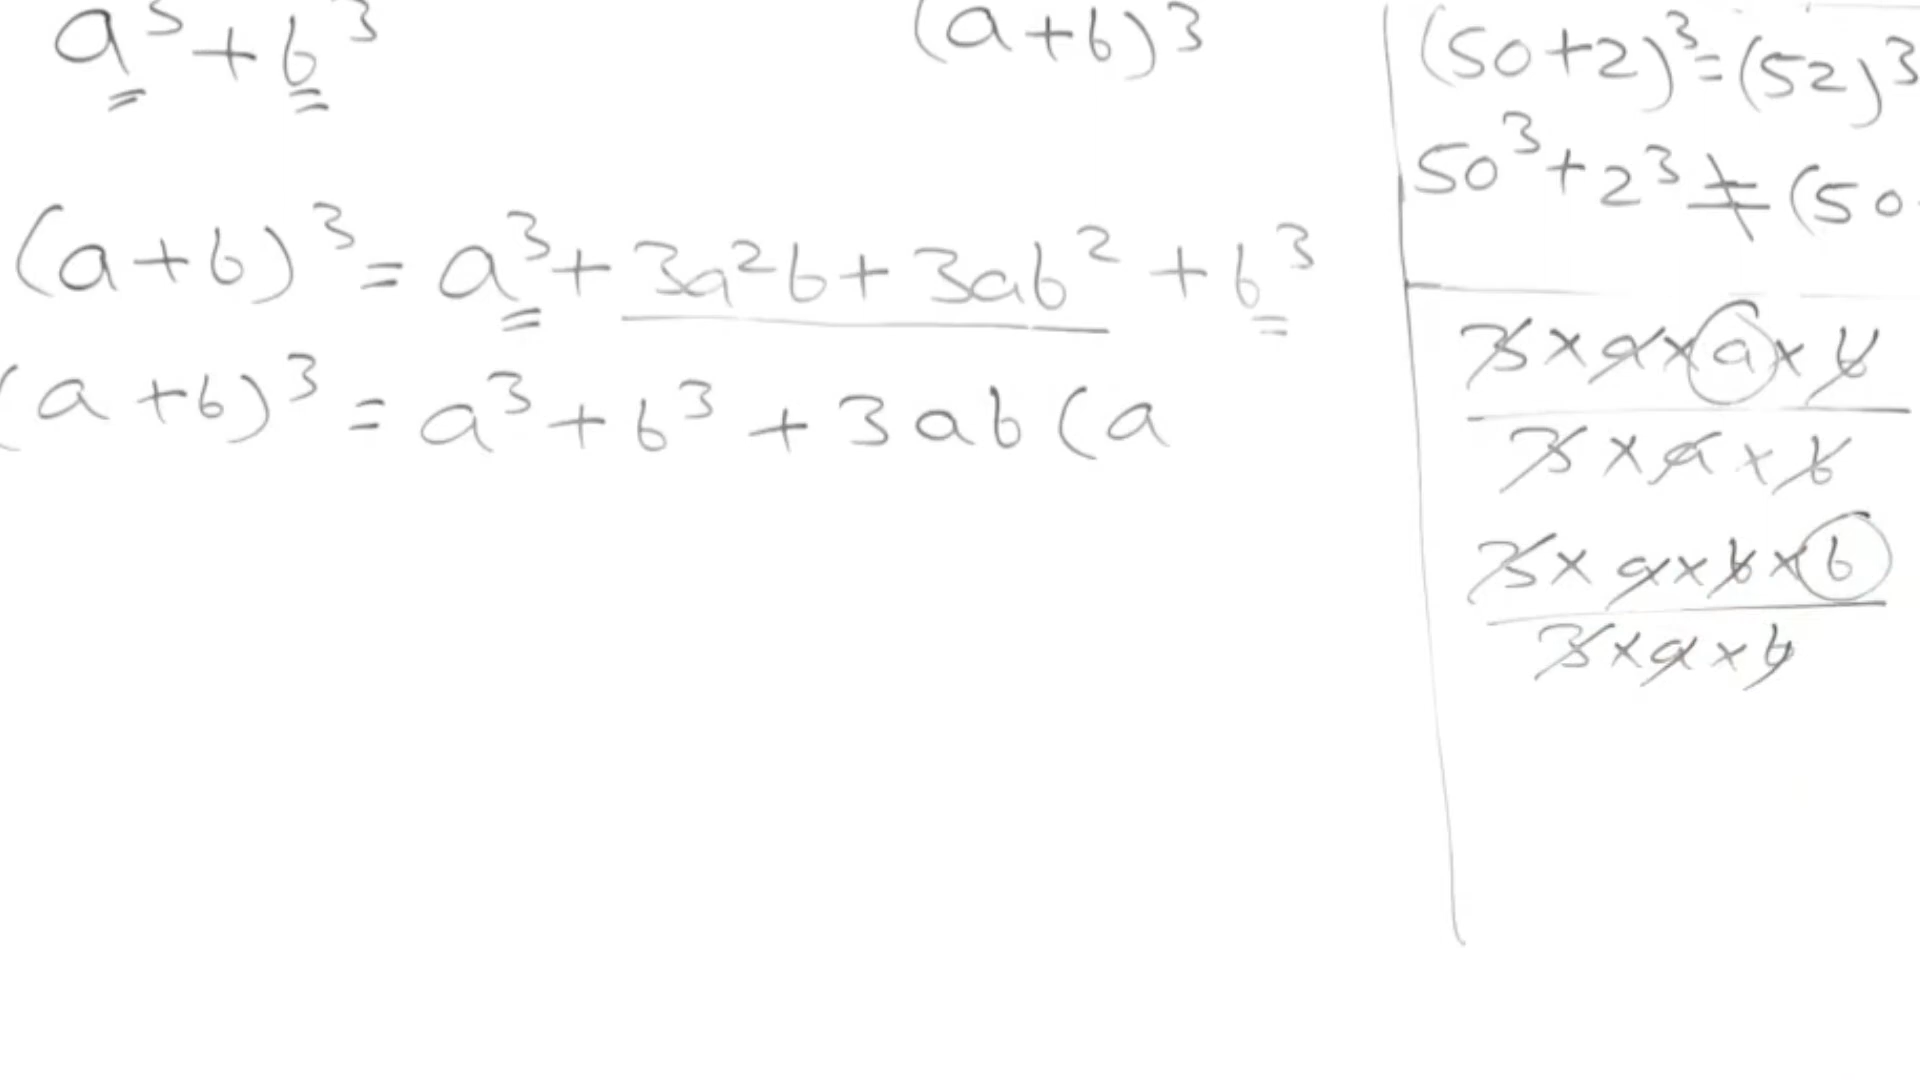 a³ + b³
(a+b)³
(a+b)³ = a³ + 3a²b + 3ab² + b³
(a+b)³ = a³ + b³ + 3ab(a
(50+2)³ = (52)³
50³ + 2³ ≠ (50
3×a×a×b
3×a×b
3×a×b×b
3×a×b